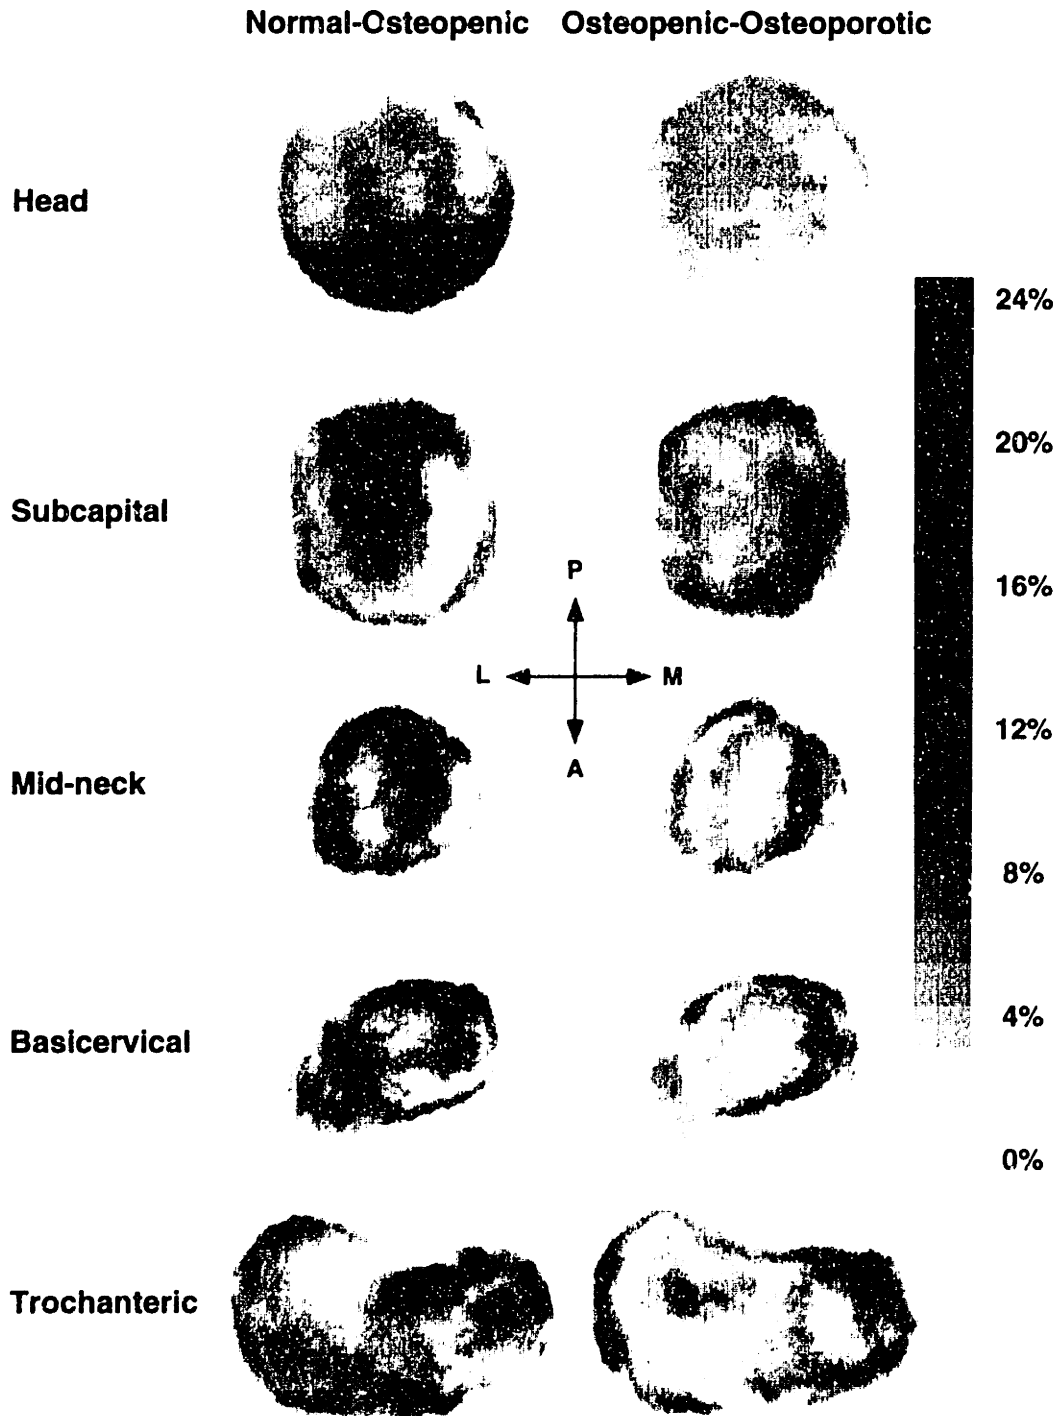 Normal-Osteopenic Osteopenic-Osteoporotic
Head
24%
20%
Subcapital
16%
P
L M
12%
A
Mid-neck
8%
4%
Basicervical
0%
Trochanteric